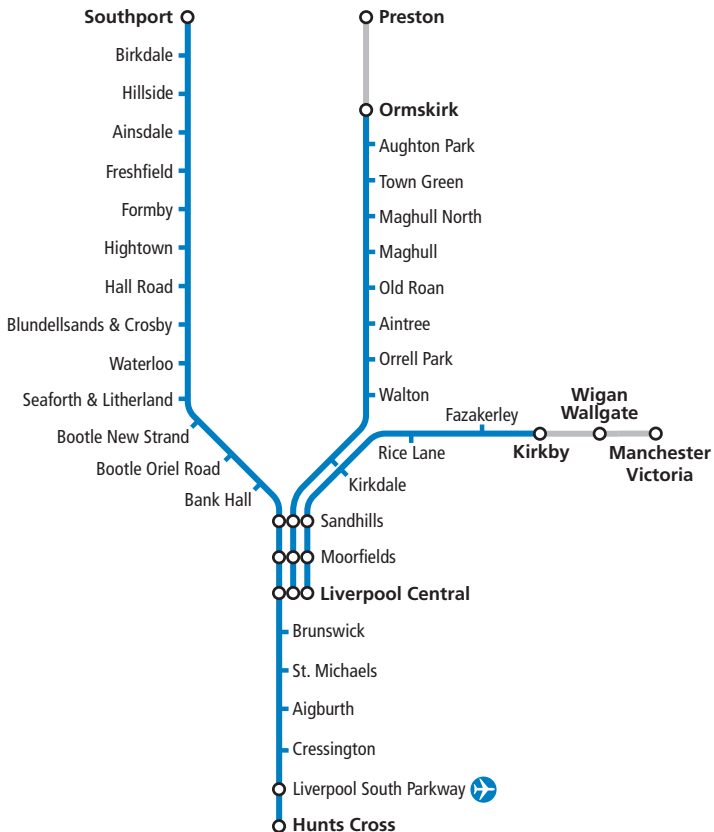 Southport
Birkdale
Hillside
Ainsdale
Freshfield
Formby
Hightown
Hall Road
Blundellsands & Crosby
Waterloo
Seaforth & Litherland
Bootle New Strand
Bootle Oriel Road
Bank Hall
Preston
Ormskirk
Aughton Park
Town Green
Maghull North
Maghull
Old Roan
Aintree
Orrell Park
Walton
Fazakerley
Rice Lane
Kirkdale
Kirkby
Wigan
Wallgate
Manchester
Victoria
Sandhills
Moorfields
Liverpool Central
Brunswick
St. Michaels
Aigburth
Cressington
Liverpool South Parkway
Hunts Cross